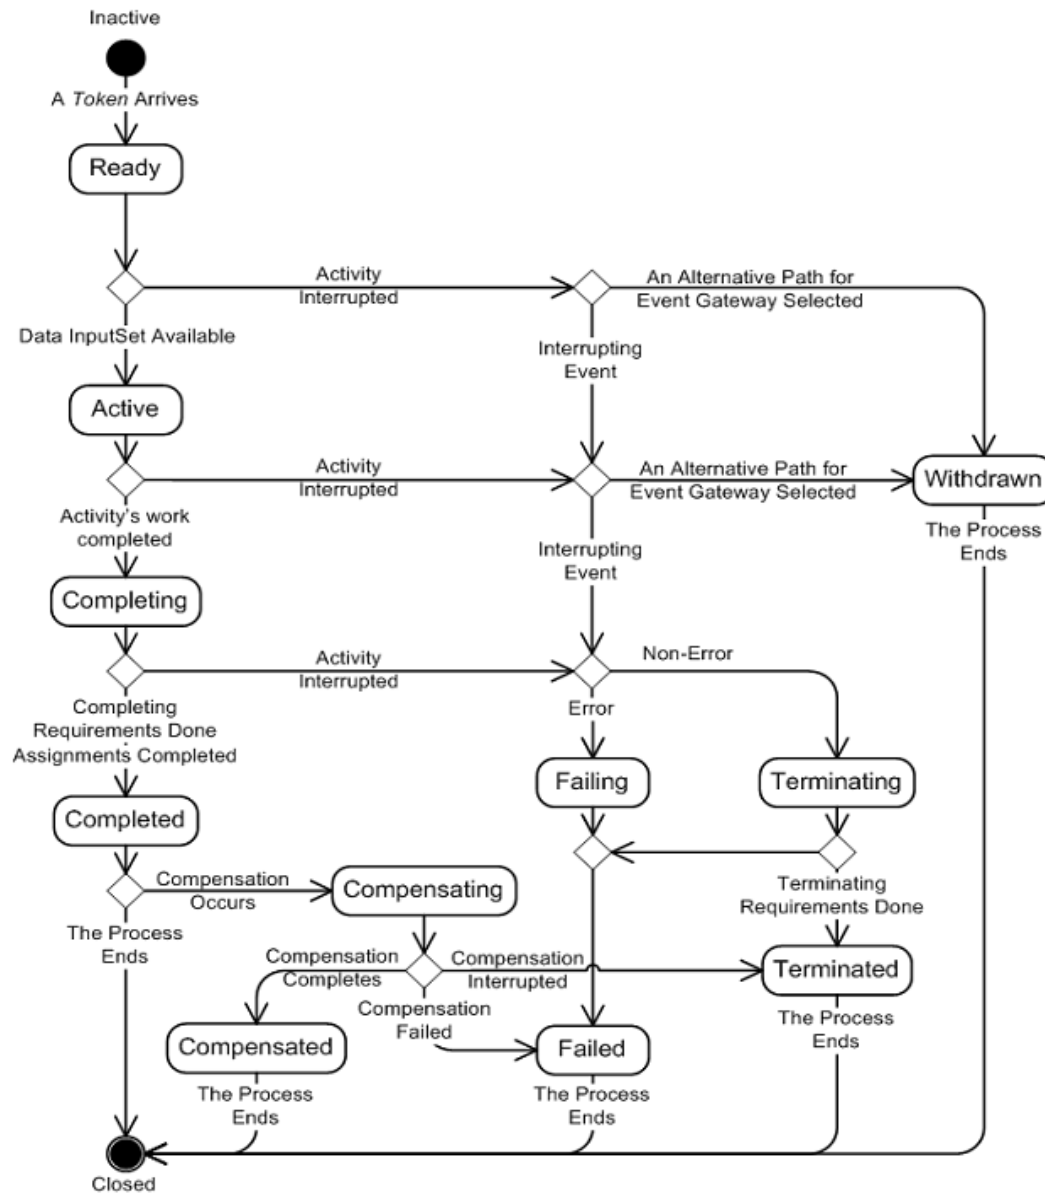 Inactive
A Token Arrives
Ready
Activity
Interrupted
An Alternative Path for
Event Gateway Selected
Data InputSet Available
Interrupting
Event
Active
Activity
Interrupted
An Alternative Path for
Event Gateway Selected
Withdrawn
Activity's work
completed
The Process
Ends
Interrupting
Event
Completing
Activity
Interrupted
Non-Error
Completing
Requirements Done
Assignments Completed
Error
Failing
Terminating
Completed
Compensation
Occurs
Compensating
Terminating
Requirements Done
The Process
Ends
Compensation
Completes
Compensation
Interrupted
Terminated
Compensation
Failed
The Process
Ends
Compensated
Failed
The Process
Ends
The Process
Ends
Closed